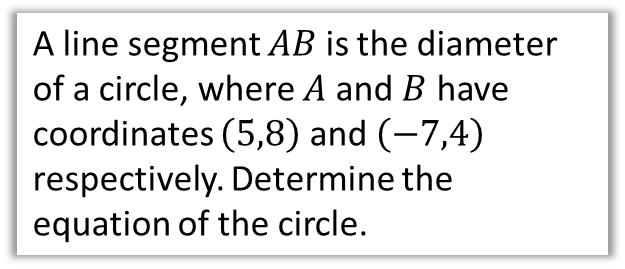 A line segment AB is the diameter
of a circle, where A and B have
coordinates (5,8) and (−7,4)
respectively. Determine the
equation of the circle.